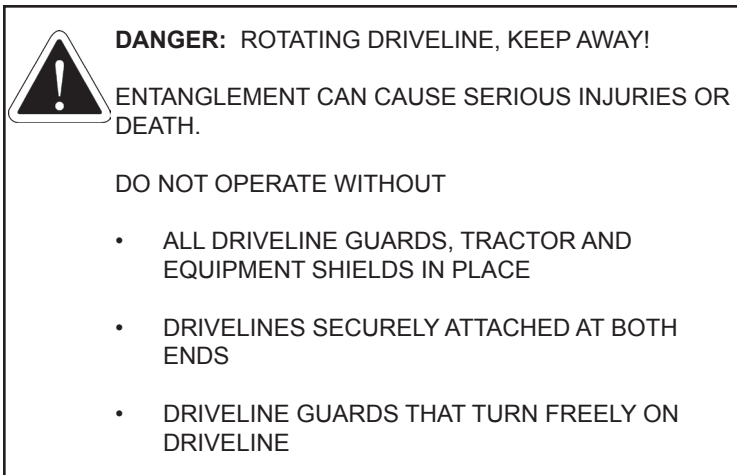 DANGER: ROTATING DRIVELINE, KEEP AWAY!
ENTANGLEMENT CAN CAUSE SERIOUS INJURIES OR
DEATH.
DO NOT OPERATE WITHOUT
• ALL DRIVELINE GUARDS, TRACTOR AND
EQUIPMENT SHIELDS IN PLACE
• DRIVELINES SECURELY ATTACHED AT BOTH
ENDS
• DRIVELINE GUARDS THAT TURN FREELY ON
DRIVELINE